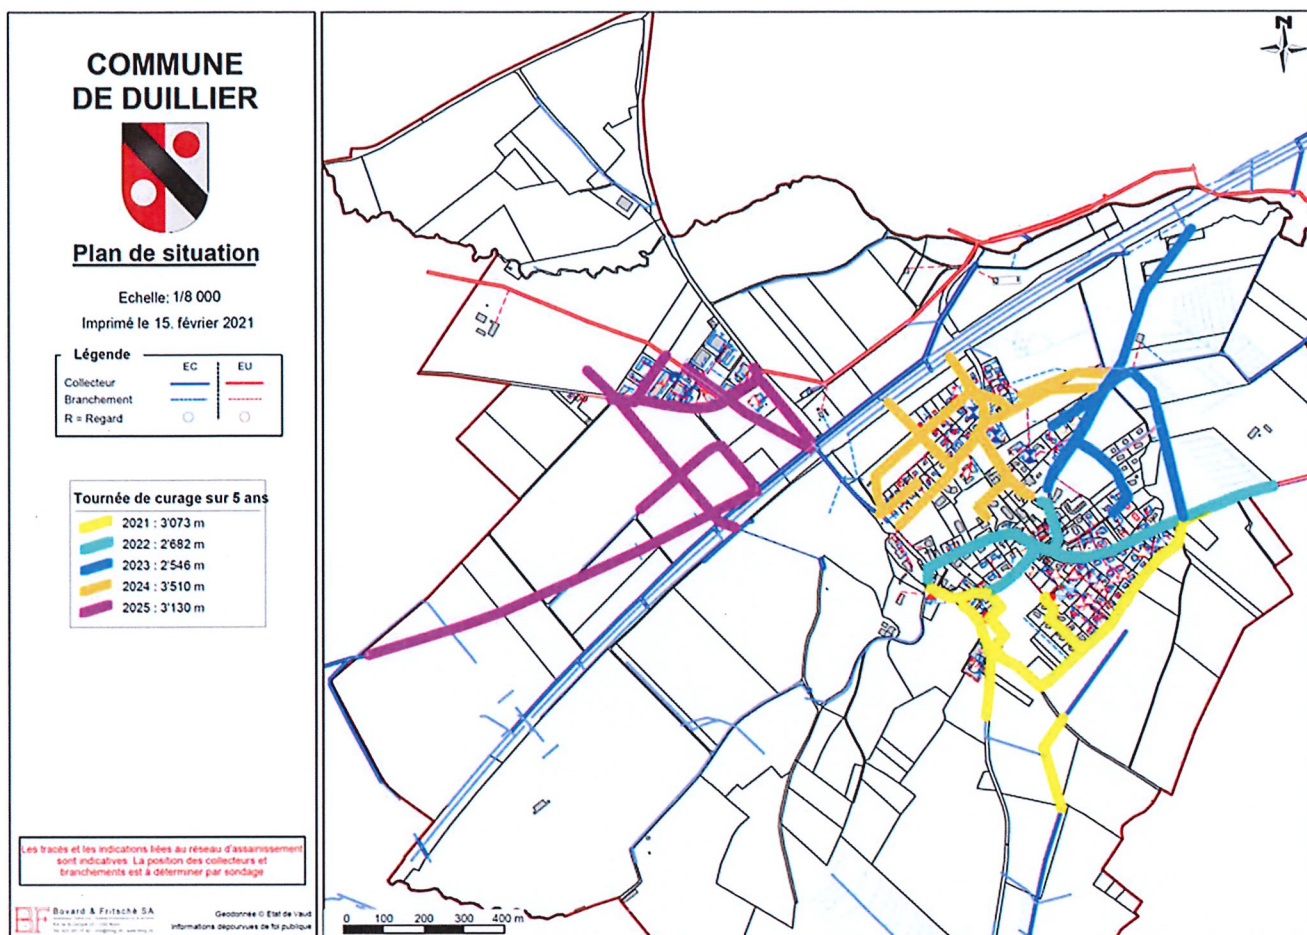 COMMUNE
DE DUILLIER
Plan de situation
Echelle: 1/8 000
Imprimé le 15. février 2021
Légende
EC EU
Collecteur
Branchement
R = Regard
Tournée de curage sur 5 ans
2021 : 3'073 m
2022 : 2'682 m
2023 : 2'546 m
2024 : 3'510 m
2025 : 3'130 m
Les tracés et les indications liées au réseau d'assainissement
sont indicatives. La position des collecteurs et
branchements est à déterminer par sondage
BF
Bovard & Fritsché SA
Géodonnée © Etat de Vaud
Informations dépourvues de foi publique
N
0 100 200 300 400 m